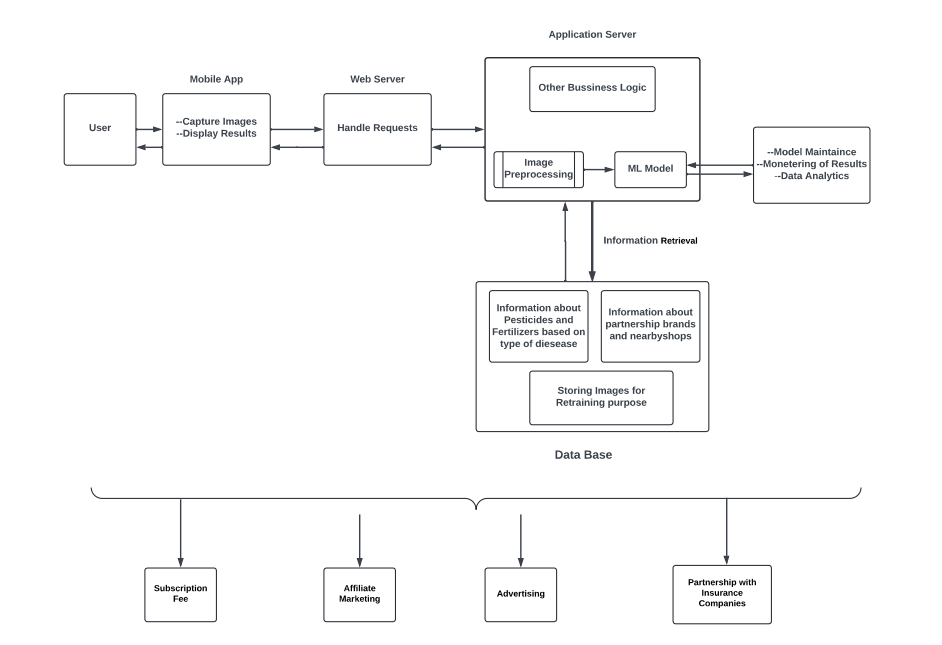 Application Server
Mobile App
Web Server
Other Bussiness Logic
User
--Capture Images
--Display Results
Handle Requests
Image
Preprocessing
ML Model
--Model Maintaince
--Monetering of Results
--Data Analytics
Information Retrieval
Information about
Pesticides and
Fertilizers based on
type of diesease
Information about
partnership brands
and nearbyshops
Storing Images for
Retraining purpose
Data Base
Subscription
Fee
Affiliate
Marketing
Advertising
Partnership with
Insurance
Companies